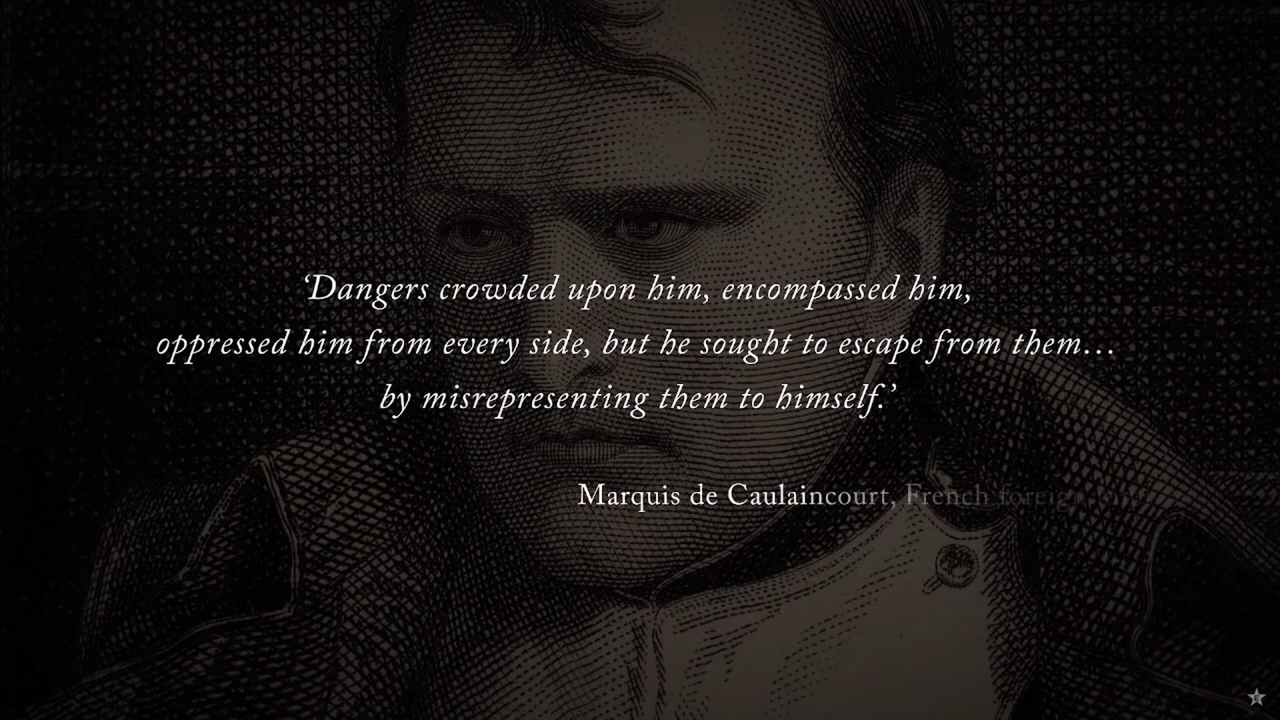 ‘Dangers crowded upon him, encompassed him,
oppressed him from every side, but he sought to escape from them…
by misrepresenting them to himself.’
Marquis de Caulaincourt, French foreig